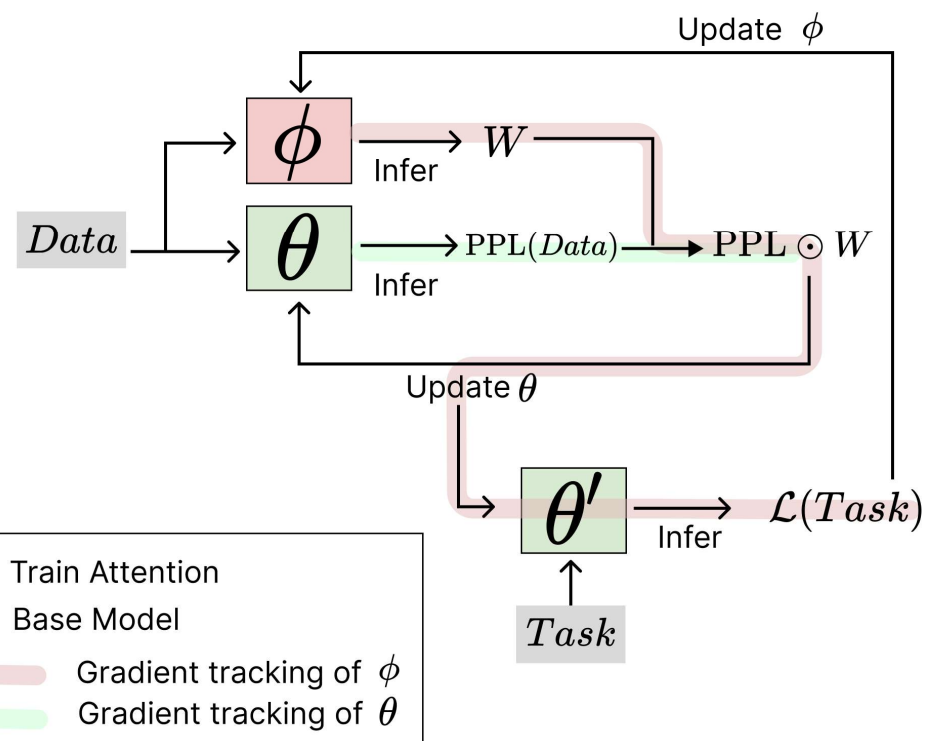 Update ϕ
ϕ
Infer
W
Data
θ
Infer
PPL(Data)
PPL ⊙ W
Update θ
θ′
Infer
ℒ(Task)
Task
Train Attention
Base Model
Gradient tracking of ϕ
Gradient tracking of θ